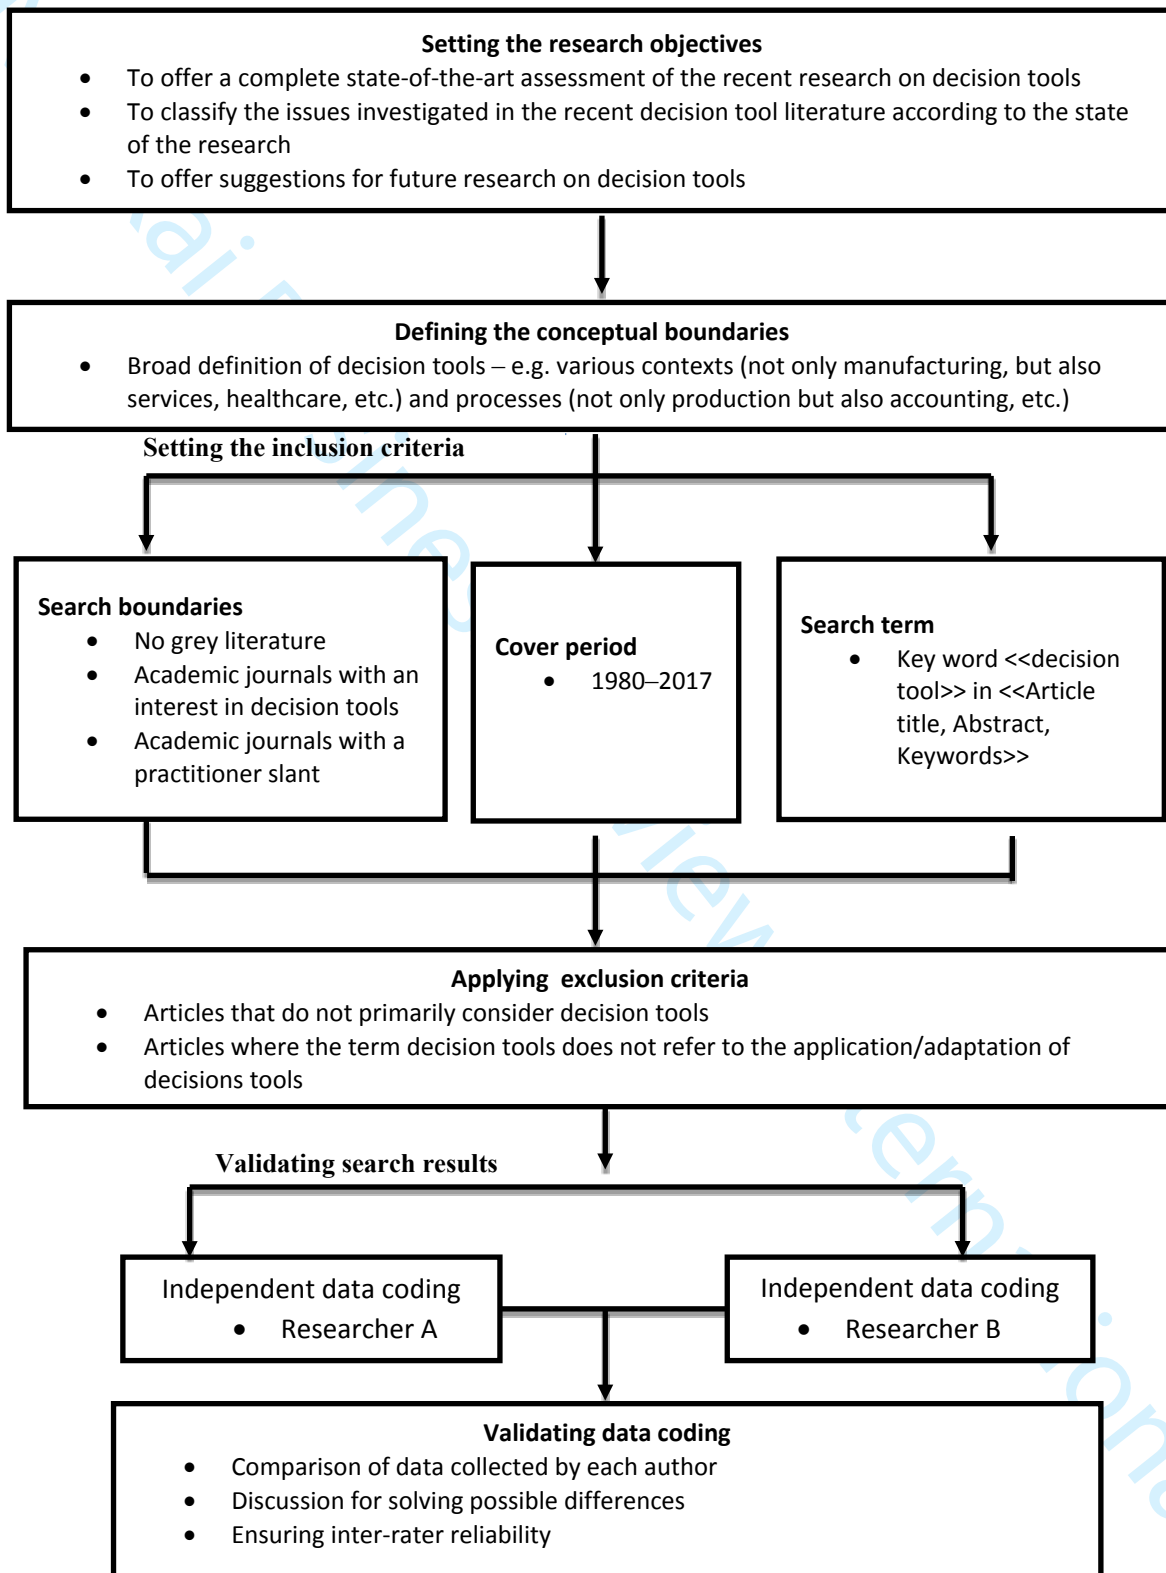 Setting the research objectives
• To offer a complete state-of-the-art assessment of the recent research on decision tools
• To classify the issues investigated in the recent decision tool literature according to the state
of the research
• To offer suggestions for future research on decision tools
Defining the conceptual boundaries
• Broad definition of decision tools – e.g. various contexts (not only manufacturing, but also
services, healthcare, etc.) and processes (not only production but also accounting, etc.)
Setting the inclusion criteria
Search boundaries
• No grey literature
• Academic journals with an
interest in decision tools
• Academic journals with a
practitioner slant
Cover period
• 1980–2017
Search term
• Key word <<decision
tool>> in <<Article
title, Abstract,
Keywords>>
Applying exclusion criteria
• Articles that do not primarily consider decision tools
• Articles where the term decision tools does not refer to the application/adaptation of
decisions tools
Validating search results
Independent data coding
• Researcher A
Independent data coding
• Researcher B
Validating data coding
• Comparison of data collected by each author
• Discussion for solving possible differences
• Ensuring inter-rater reliability